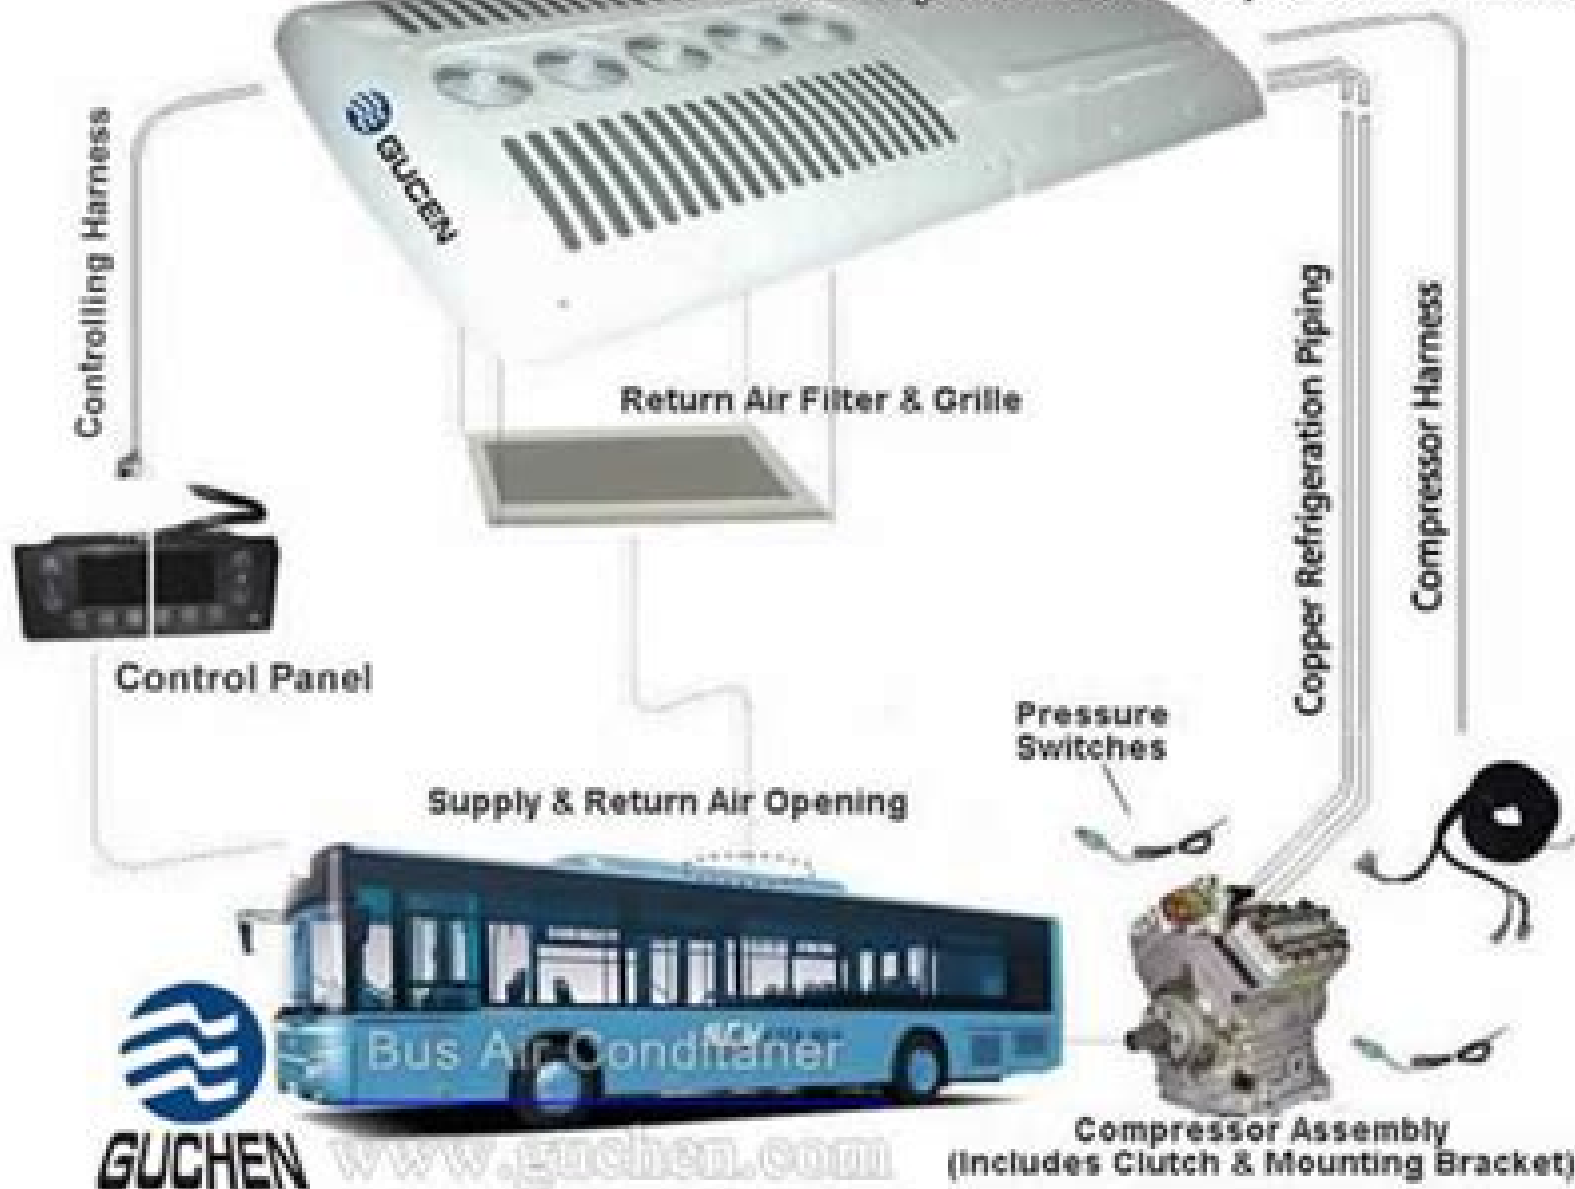 GUCEN
Controlling Harness
Return Air Filter & Grille
Copper Refrigeration Piping
Compressor Harness
Control Panel
Pressure
Switches
Supply & Return Air Opening
Bus Air Conditaner
GUCHEN
www.guchen.com
Compressor Assembly
(Includes Clutch & Mounting Bracket)